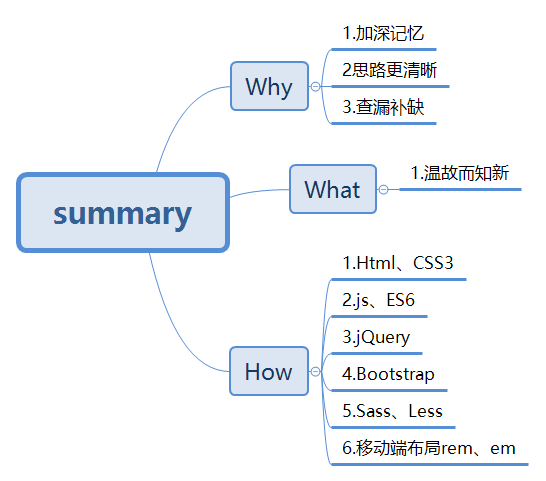 summary
Why
1.加深记忆
2思路更清晰
3.查漏补缺
What
1.温故而知新
How
1.Html、CSS3
2.js、ES6
3.jQuery
4.Bootstrap
5.Sass、Less
6.移动端布局rem、em